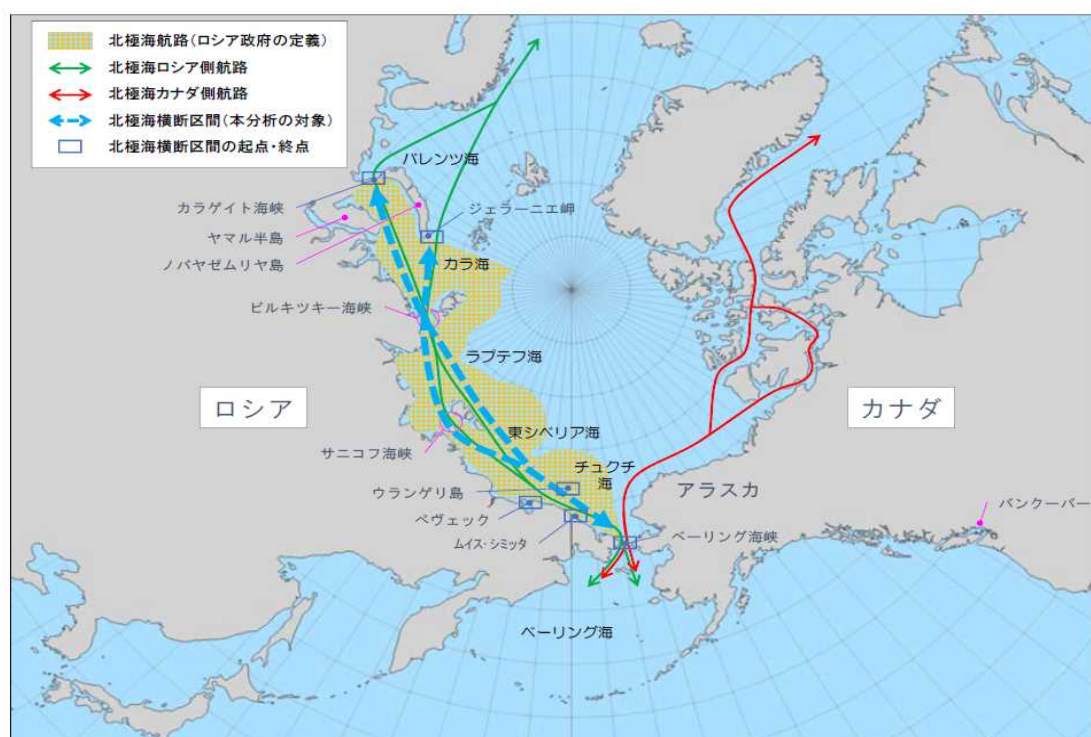 北極海航路(ロシア政府の定義)
北極海ロシア側航路
北極海カナダ側航路
北極海横断区間(本分析の対象)
北極海横断区間の起点・終点
バレンツ海
カラゲイト海峡
ジェラーニエ岬
ヤマル半島
ノバヤゼムリヤ島
カラ海
ビルキツキー海峡
ラプテフ海
ロシア
カナダ
東シベリア海
サニコフ海峡
チュクチ
海
ウランゲリ島
アラスカ
ペヴェック
バンクーバー
ムイス・シミッタ
ベーリング海峡
ベーリング海